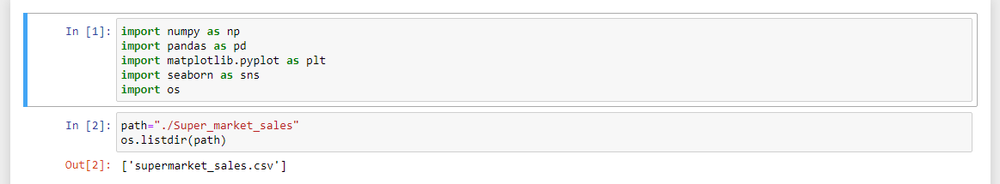 In [1]: import numpy as np
import pandas as pd
import matplotlib.pyplot as plt
import seaborn as sns
import os
In [2]: path="./Super_market_sales"
os.listdir(path)
Out[2]: ['supermarket_sales.csv']